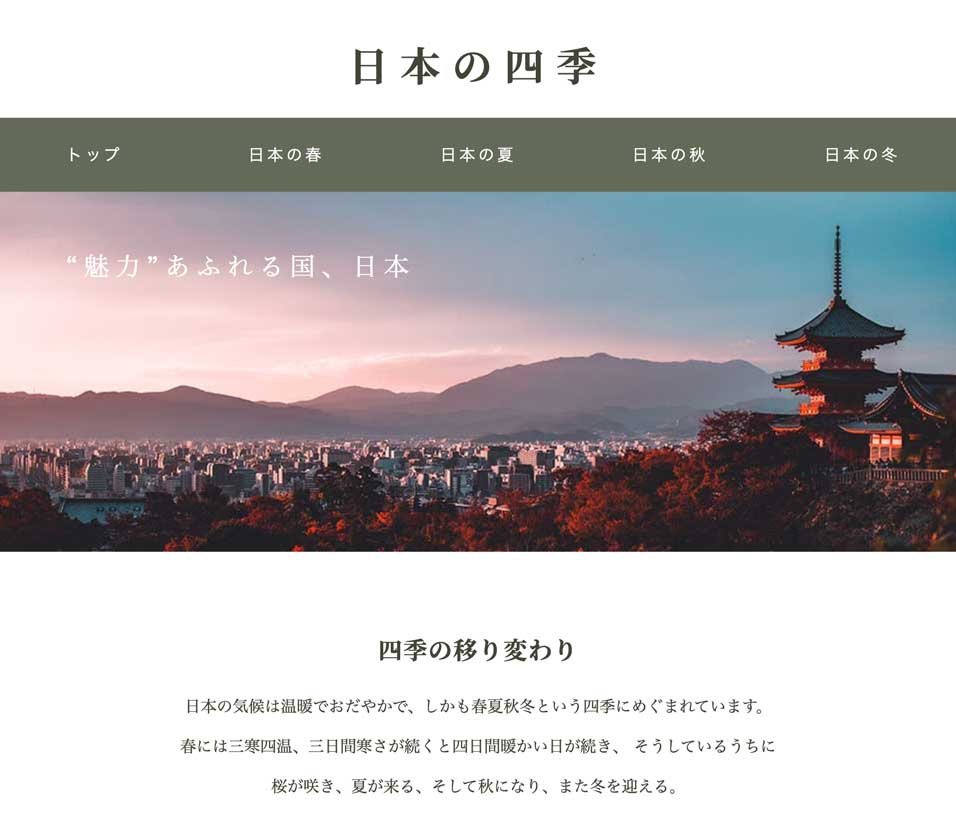 日本の四季
トップ
日本の春
日本の夏
日本の秋
日本の冬
“魅力”あふれる国、日本
四季の移り変わり
日本の気候は温暖でおだやかで、しかも春夏秋冬という四季にめぐまれています。
春には三寒四温、三日間寒さが続くと四日間暖かい日が続き、 そうしているうちに
桜が咲き、夏が来る、そして秋になり、また冬を迎える。